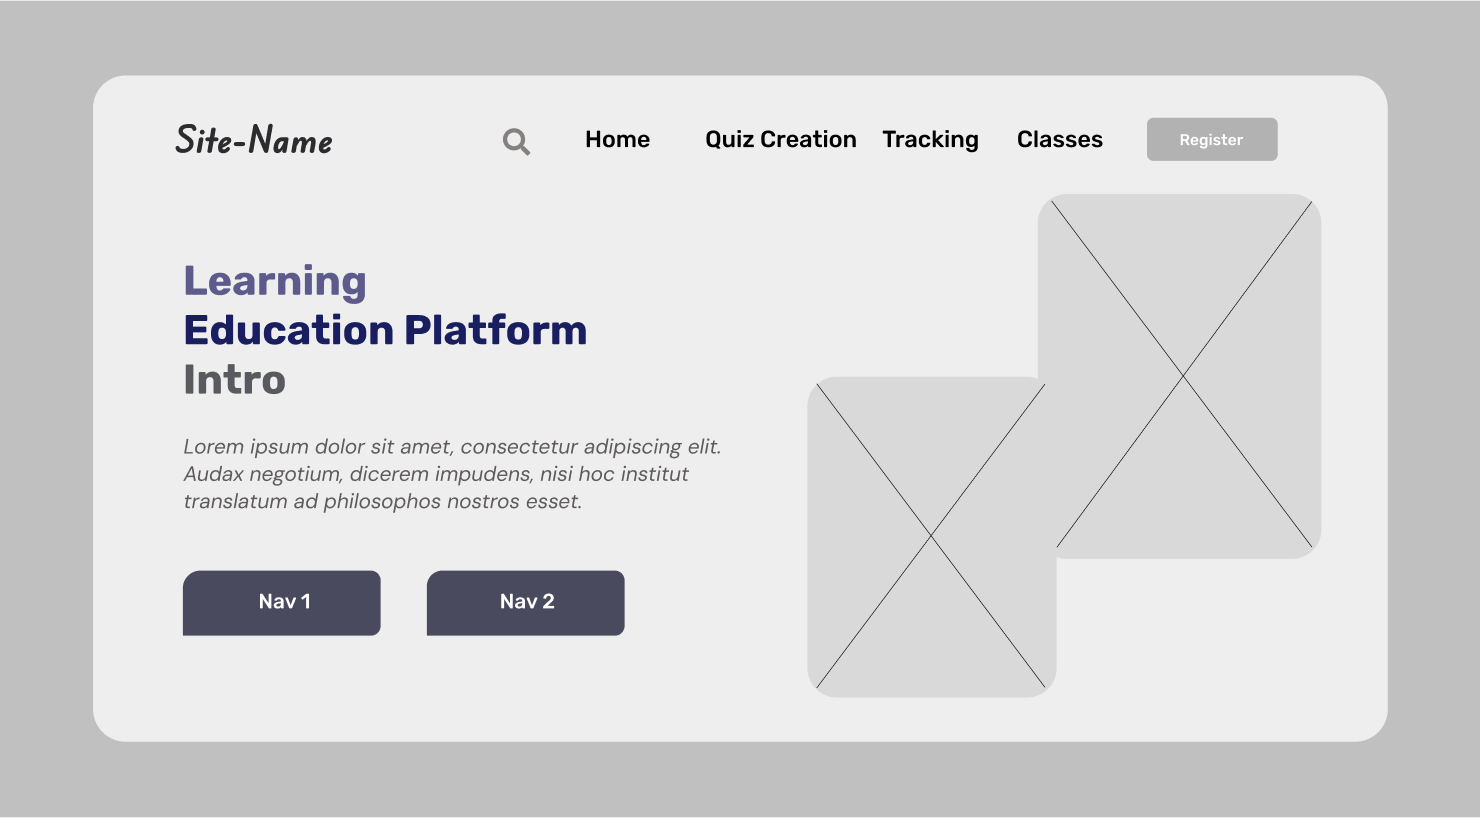 Site-Name
Home Quiz Creation Tracking Classes Register
Learning
Education Platform
Intro
Lorem ipsum dolor sit amet, consectetur adipiscing elit.
Audax negotium, dicerem impudens, nisi hoc institut
translatum ad philosophos nostros esset.
Nav 1 Nav 2